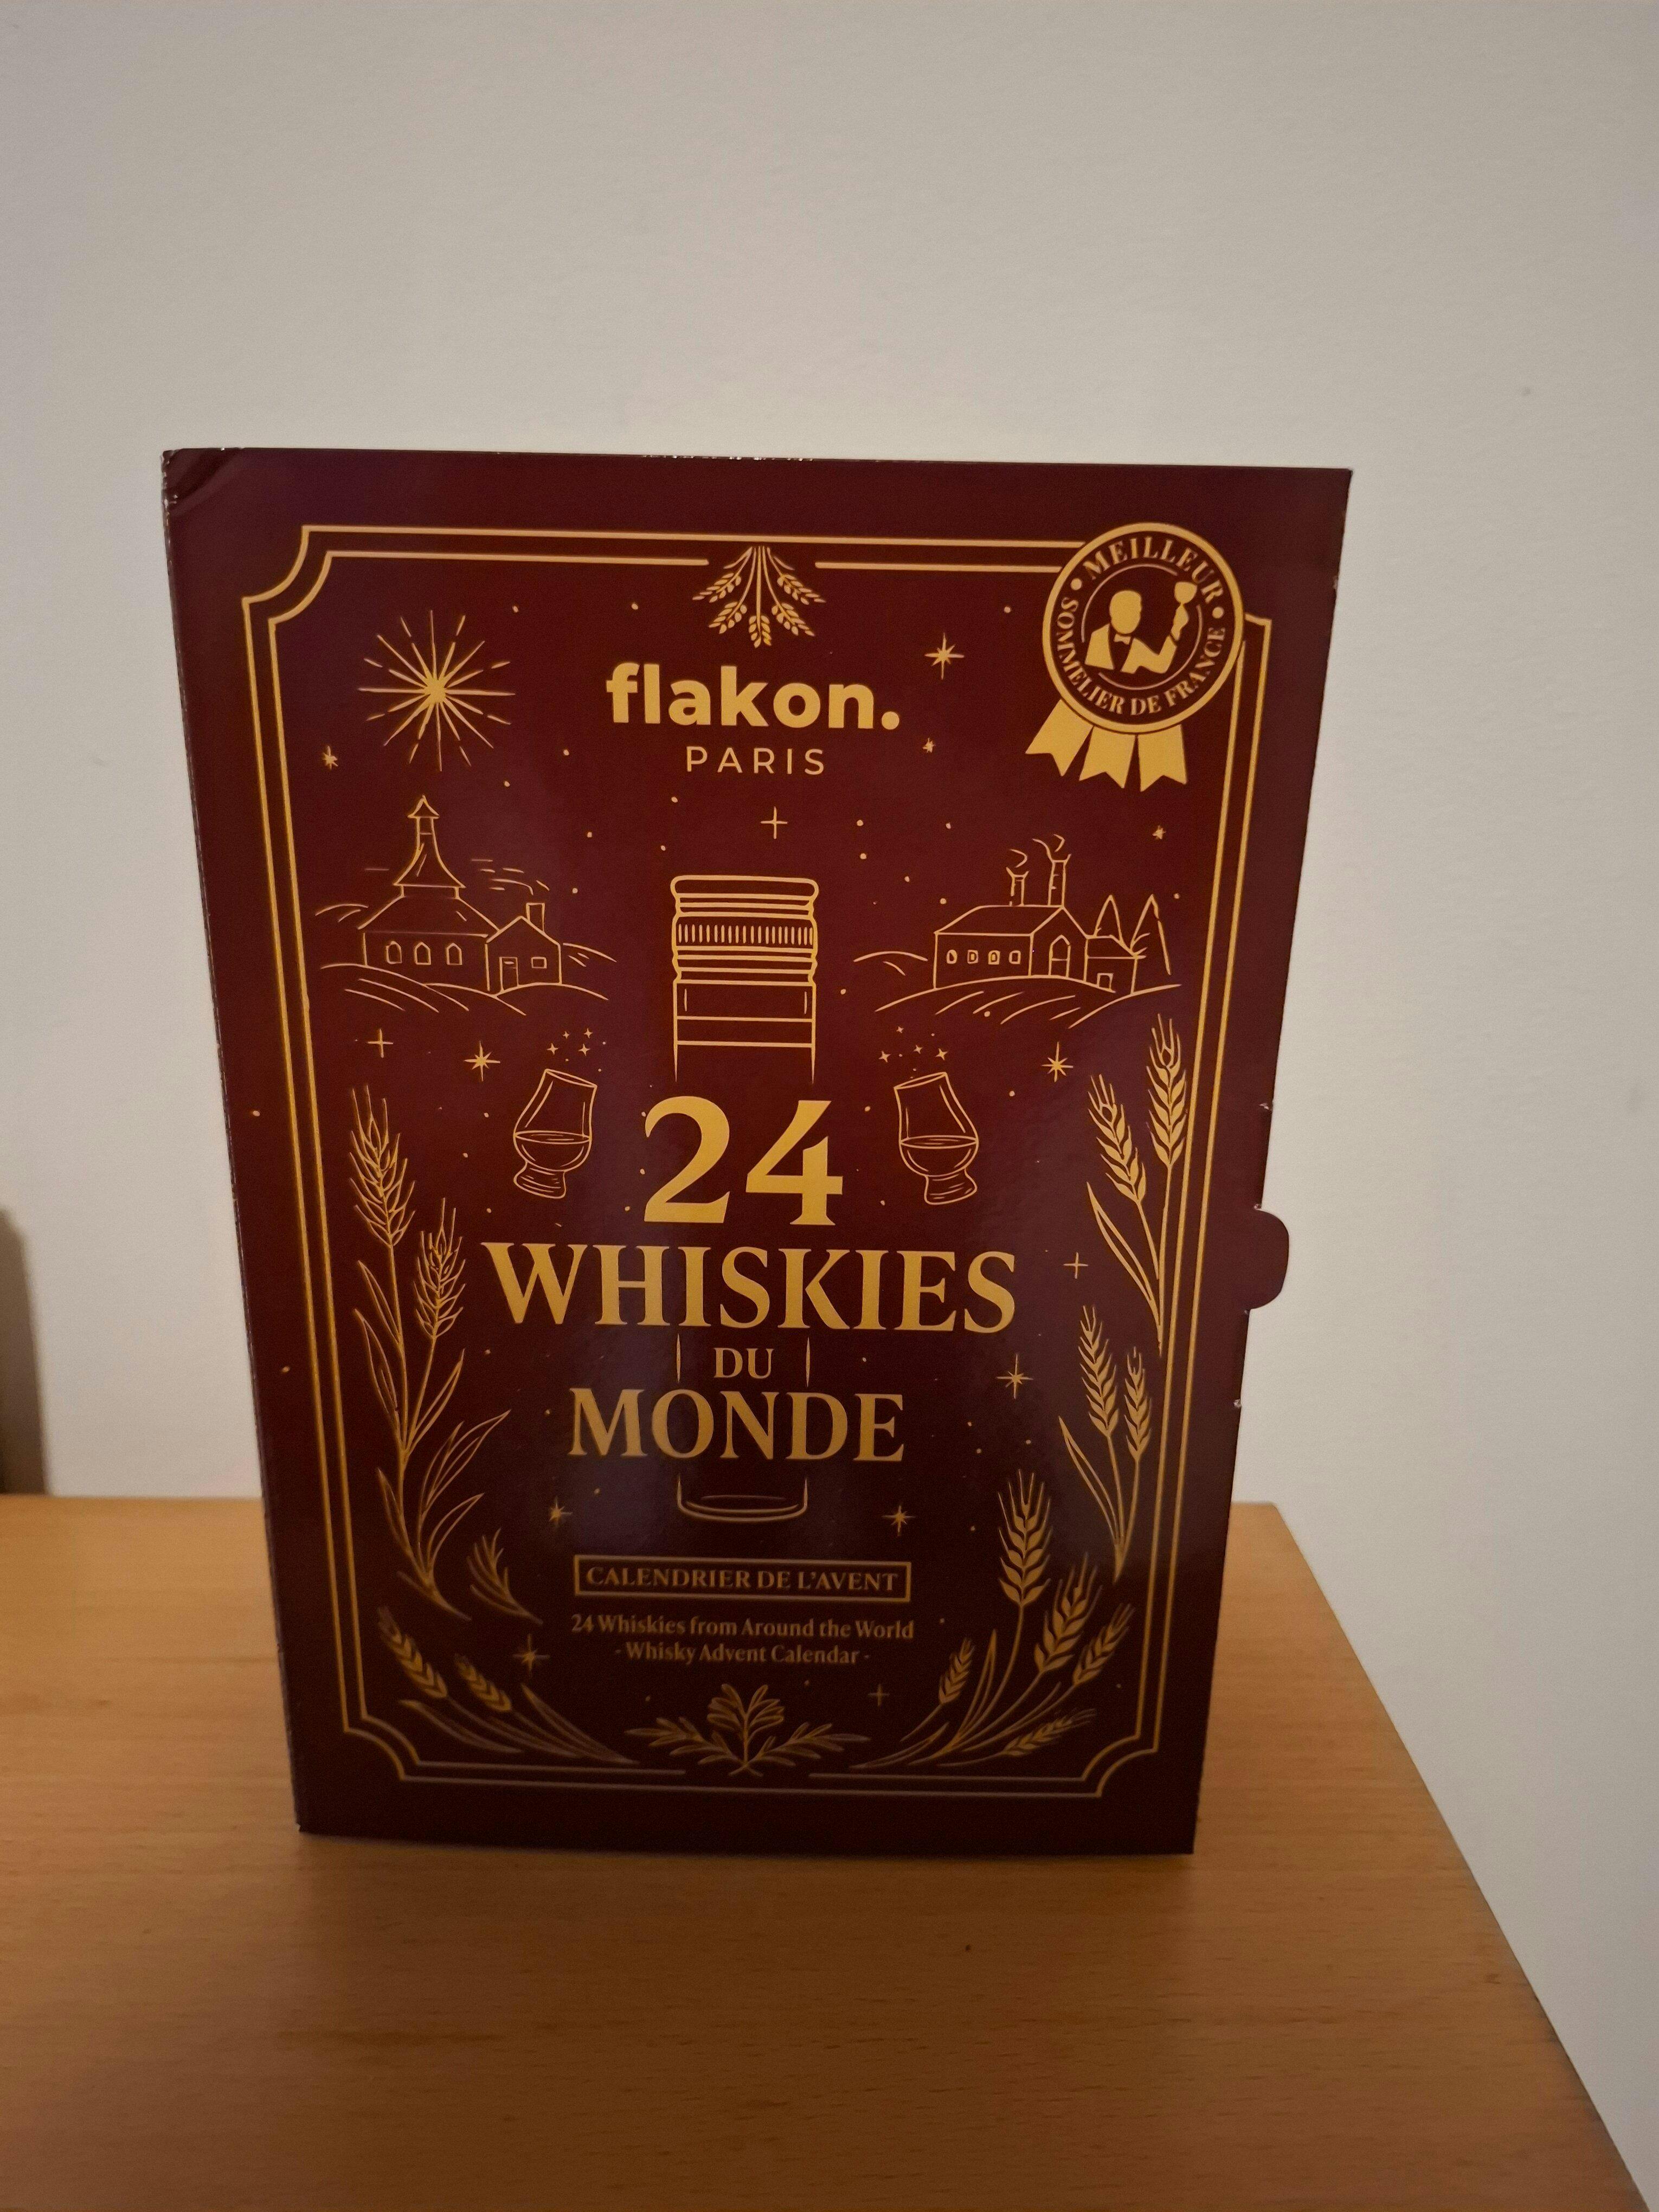 MEILLEUR
SOMMELIER DE FRANCE
flakon.
PARIS
24
WHISKIES
DU
MONDE
CALENDRIER DE L'AVENT
24 Whiskies from Around the World
- Whisky Advent Calendar -